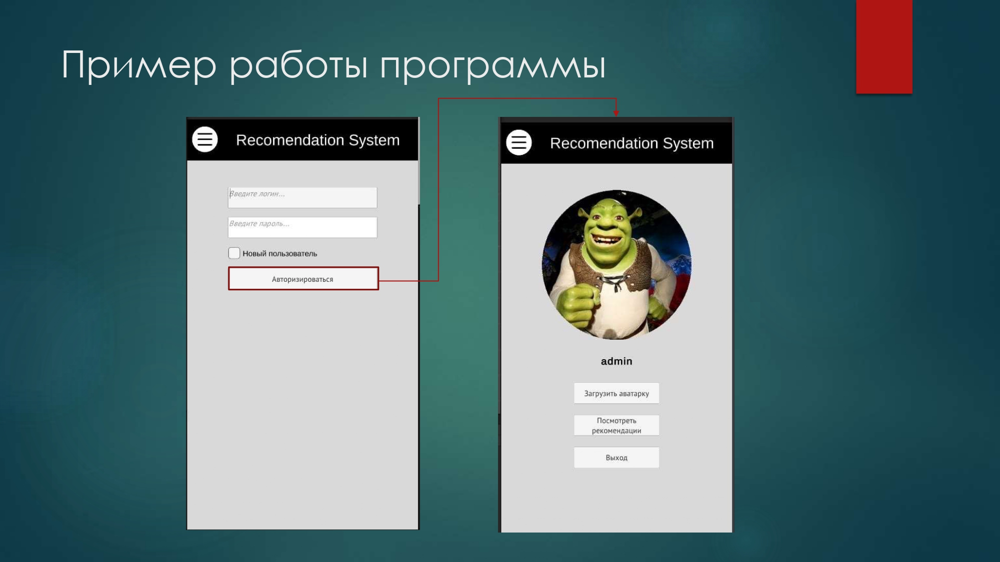 Пример работы программы
Recomendation System
Введите логин...
Введите пароль...
Новый пользователь
Авторизироваться
Recomendation System
admin
Загрузить аватарку
Посмотреть
рекомендации
Выход